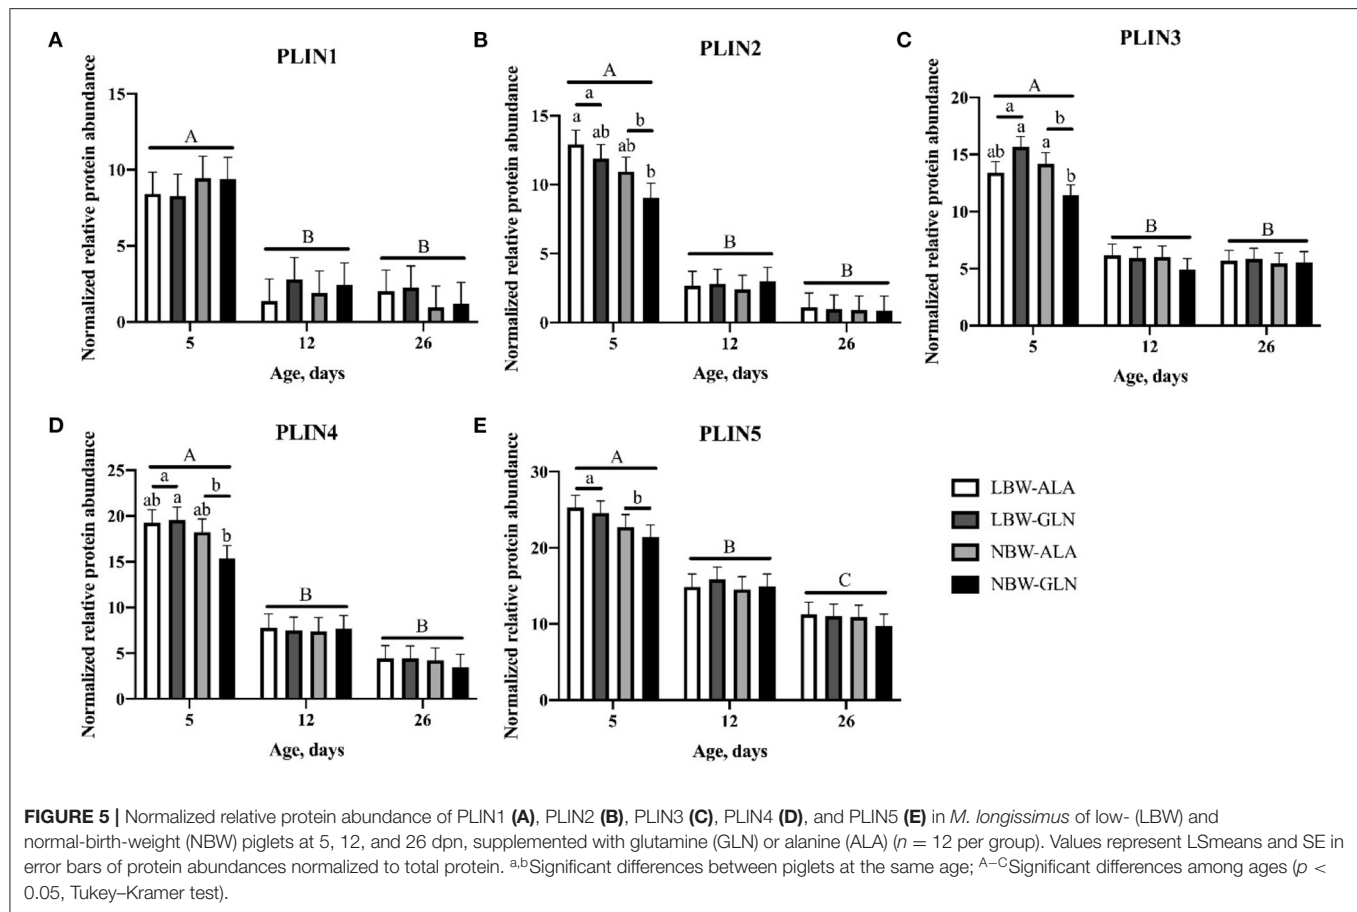 A
PLIN1
Normalized relative protein abundance
15
10
5
0
A
B
B
5
12
26
Age, days
B
PLIN2
Normalized relative protein abundance
15
10
5
0
A
a
b
a
ab
ab
b
B
B
5
12
26
Age, days
C
PLIN3
Normalized relative protein abundance
20
15
10
5
0
A
a
b
ab
a
a
b
B
B
5
12
26
Age, days
D
PLIN4
Normalized relative protein abundance
25
20
15
10
5
0
A
a
b
ab
a
ab
b
B
B
5
12
26
Age, days
E
PLIN5
Normalized relative protein abundance
30
20
10
0
A
a
b
B
C
5
12
26
Age, days
LBW-ALA
LBW-GLN
NBW-ALA
NBW-GLN
FIGURE 5 | Normalized relative protein abundance of PLIN1 (A), PLIN2 (B), PLIN3 (C), PLIN4 (D), and PLIN5 (E) in M. longissimus of low- (LBW) and
normal-birth-weight (NBW) piglets at 5, 12, and 26 dpn, supplemented with glutamine (GLN) or alanine (ALA) (n = 12 per group). Values represent LSmeans and SE in
error bars of protein abundances normalized to total protein. a,bSignificant differences between piglets at the same age; A–CSignificant differences among ages (p <
0.05, Tukey–Kramer test).